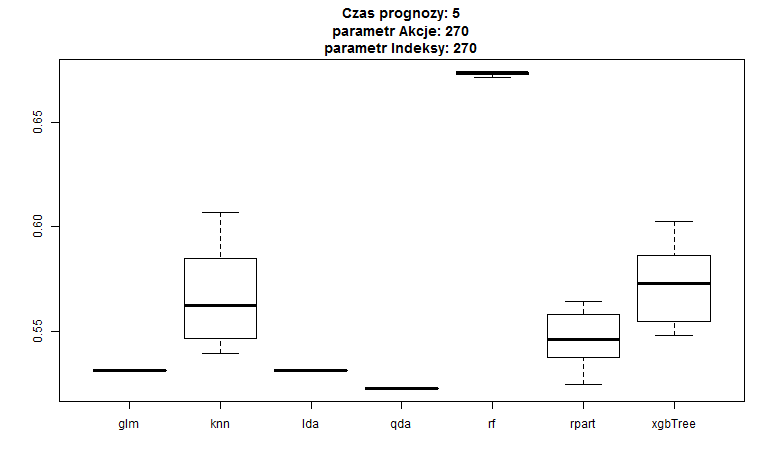 Czas prognozy: 5
parametr Akcje: 270
parametr Indeksy: 270
0.65
0.60
0.55
glm knn lda qda rf rpart xgbTree